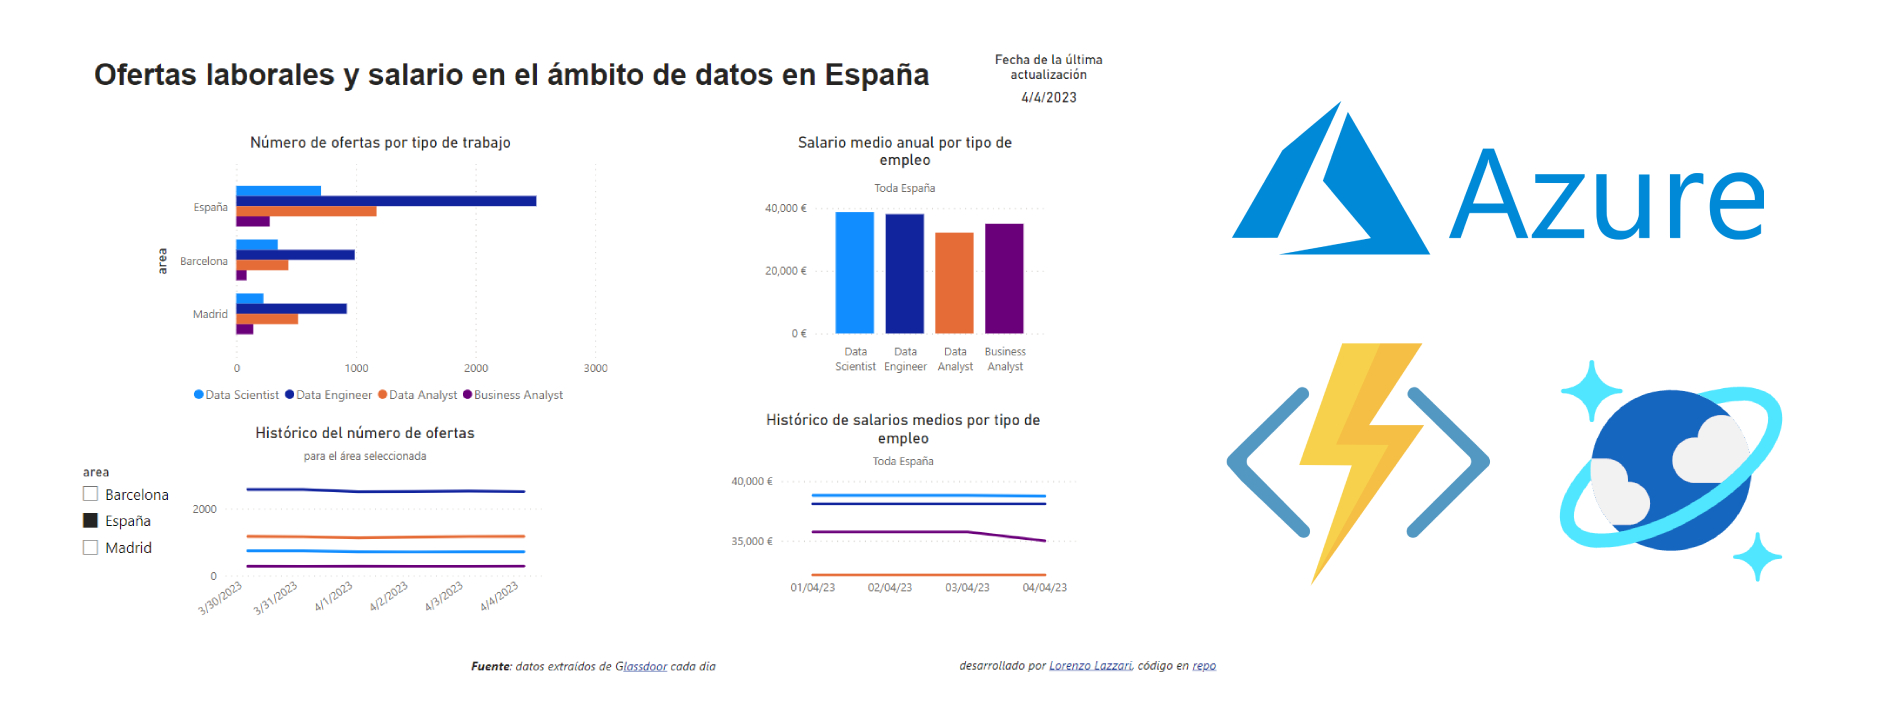 Ofertas laborales y salario en el ámbito de datos en España
Fecha de la última
actualización
4/4/2023
Número de ofertas por tipo de trabajo
area
España
Barcelona
Madrid
0 1000 2000 3000
Data Scientist Data Engineer Data Analyst Business Analyst
Salario medio anual por tipo de
empleo
Toda España
40,000 €
20,000 €
0 €
Data Data Data Business
Scientist Engineer Analyst Analyst
Azure
Histórico del número de ofertas
para el área seleccionada
area
Barcelona
España
Madrid
2000
0
3/30/2023 3/31/2023 4/1/2023 4/2/2023 4/3/2023 4/4/2023
Histórico de salarios medios por tipo de
empleo
Toda España
40,000 €
35,000 €
01/04/23 02/04/23 03/04/23 04/04/23
Fuente: datos extraídos de Glassdoor cada día
desarrollado por Lorenzo Lazzari, código en repo